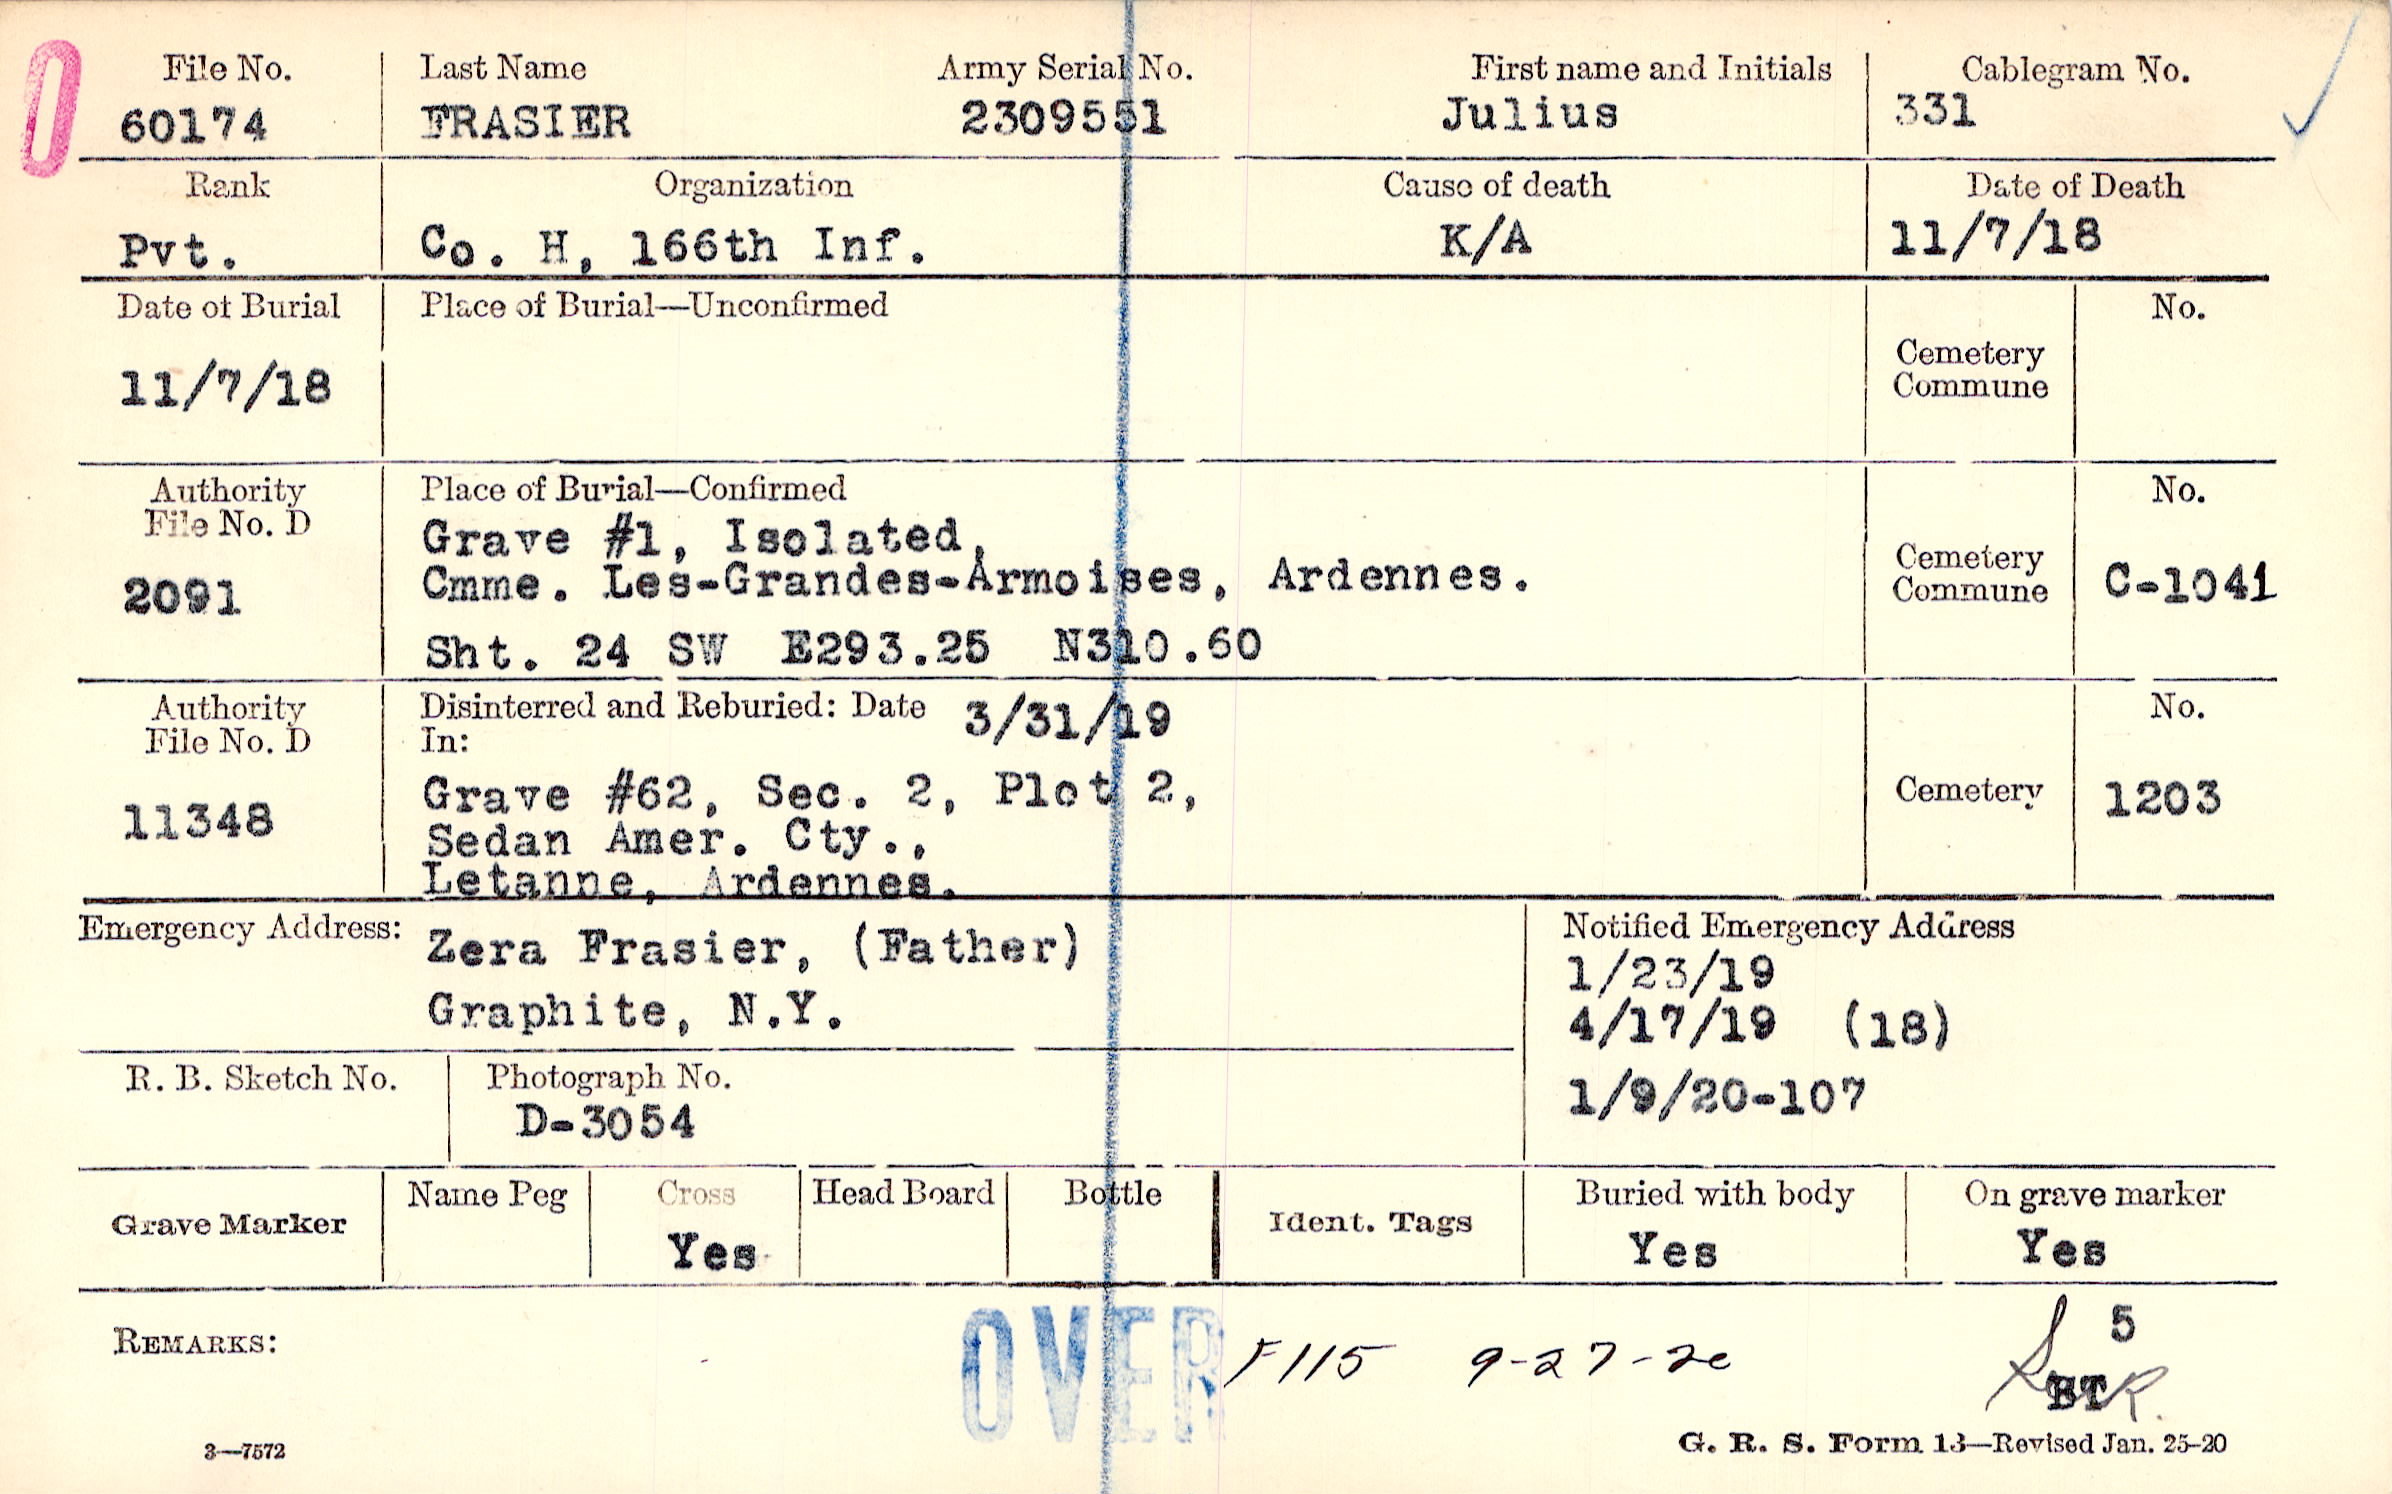 File No. Last Name Army Serial No. First name and Initials Cablegram No.
60174 FRASIER 2309551 Julius 331
Rank Organization Cause of death Date of Death
Pvt. Co. H, 166th Inf. K/A 11/7/18
Date of Burial Place of Burial—Unconfirmed No.
11/7/18 Cemetery
Commune
Authority Place of Burial—Confirmed No.
File No. D
Grave #1, Isolated,
2091 Cmme. Les-Grandes-Armoises, Ardennes. Cemetery
Commune C-1041
Sht. 24 SW E293.25 N310.60
Authority Disinterred and Reburied: Date 3/31/19 No.
File No. D In:
11348 Grave #62, Sec. 2, Plot 2, Cemetery 1203
Sedan Amer. Cty.,
Letanne, Ardennes.
Emergency Address: Zera Frasier, (Father) Notified Emergency Address
1/23/19
Graphite, N.Y. 4/17/19 (18)
R. B. Sketch No. Photograph No. 1/9/20-107
D-3054
Grave Marker Name Peg Cross Head Board Bottle Ident. Tags Buried with body On grave marker
Yes Yes Yes
REMARKS: OVER F115 9-27-20 5
ET
3—7572 G. R. S. Form 13—Revised Jan. 25-20